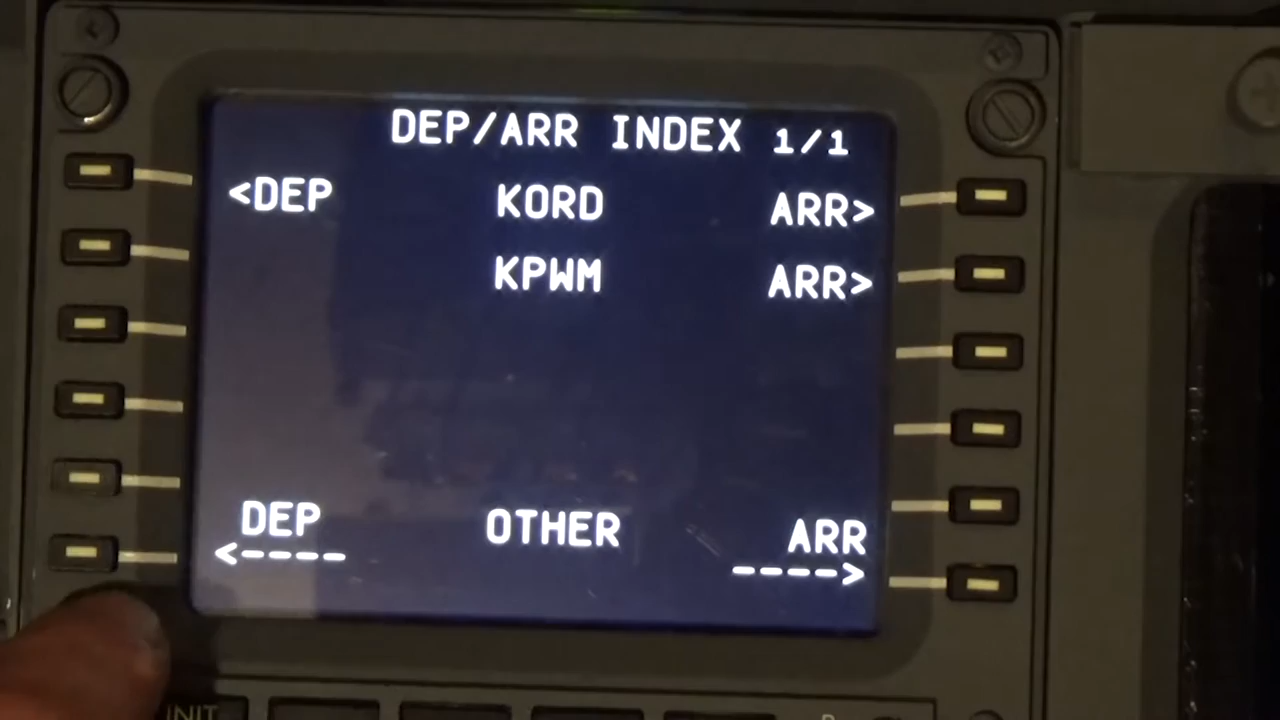 DEP/ARR INDEX 1/1
<DEP KORD ARR>
KPWM ARR>
DEP OTHER ARR
<---- ---->
INIT